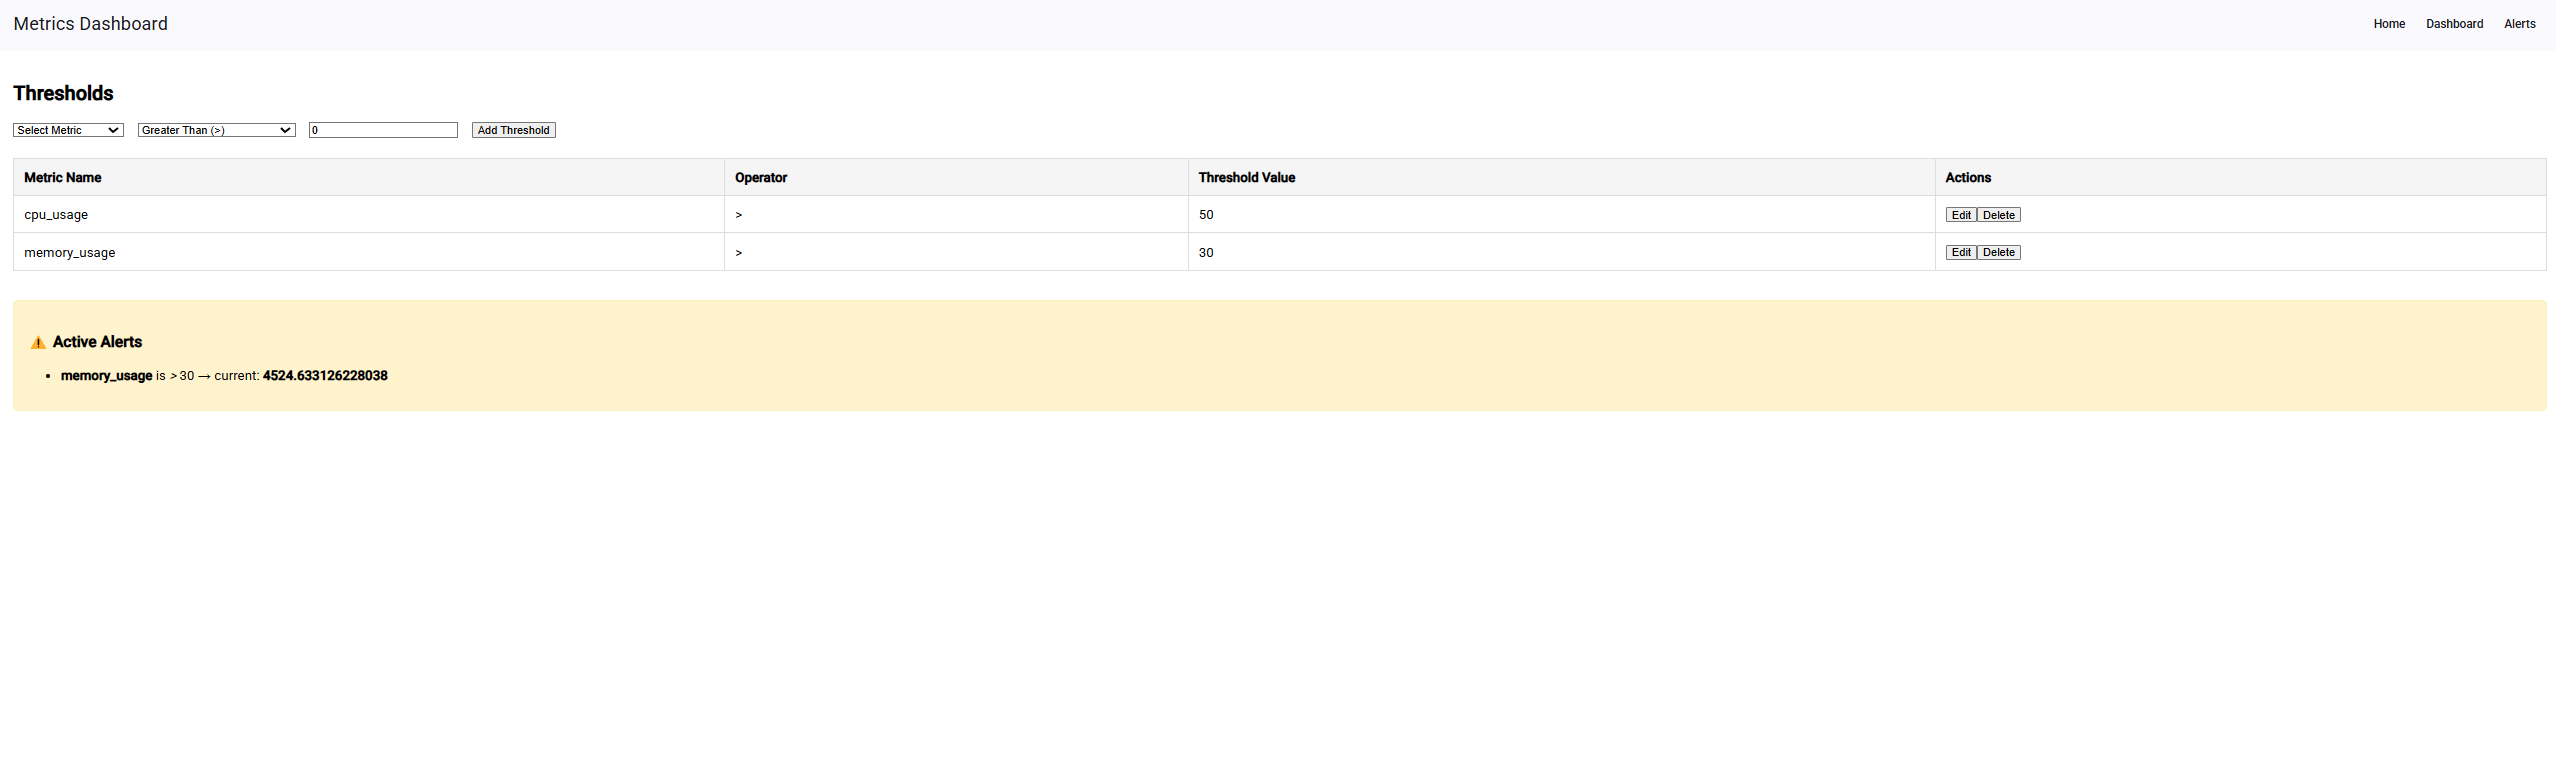 Metrics Dashboard Home Dashboard Alerts
Thresholds
Select Metric Greater Than (>) 0 Add Threshold
Metric Name Operator Threshold Value Actions
cpu_usage > 50 Edit Delete
memory_usage > 30 Edit Delete
⚠️ Active Alerts
• memory_usage is > 30 → current: 4524.633126228038